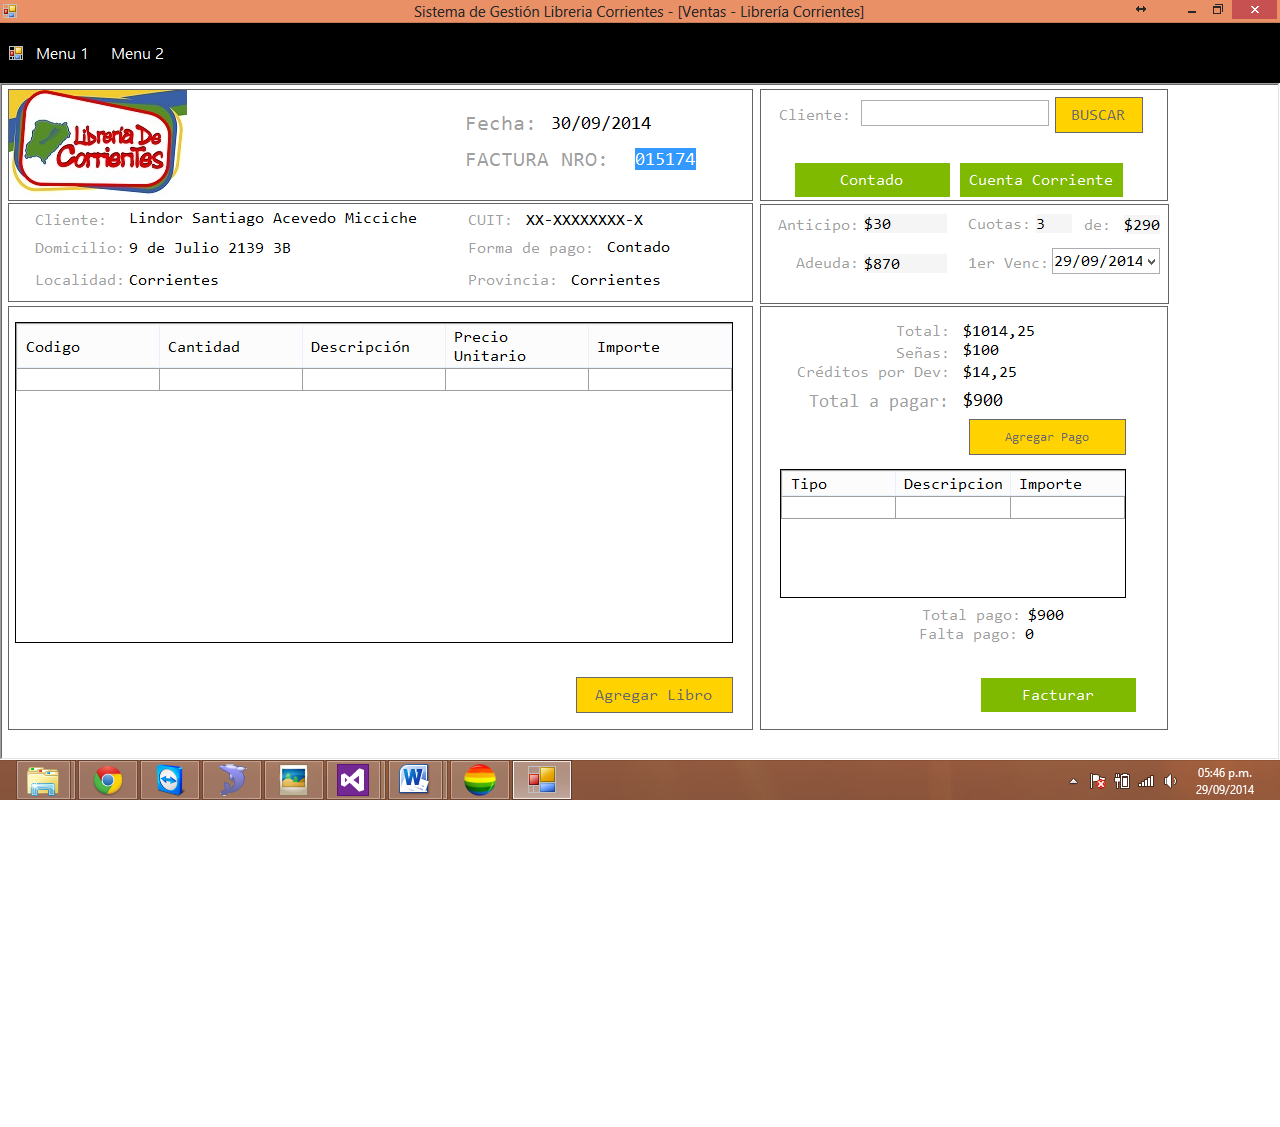 Sistema de Gestión Libreria Corrientes - [Ventas - Librería Corrientes]
Menu 1 Menu 2
Librería De
Corrientes
Fecha: 30/09/2014
FACTURA NRO: 015174
Cliente: BUSCAR
Contado Cuenta Corriente
Cliente: Lindor Santiago Acevedo Micciche CUIT: XX-XXXXXXXX-X
Domicilio: 9 de Julio 2139 3B Forma de pago: Contado
Localidad: Corrientes Provincia: Corrientes
Anticipo: $30 Cuotas: 3 de: $290
Adeuda: $870 1er Venc: 29/09/2014
Codigo Cantidad Descripción Precio Unitario Importe
Agregar Libro
Total: $1014,25
Señas: $100
Créditos por Dev: $14,25
Total a pagar: $900
Agregar Pago
Tipo Descripcion Importe
Total pago: $900
Falta pago: 0
Facturar
05:46 p.m.
29/09/2014